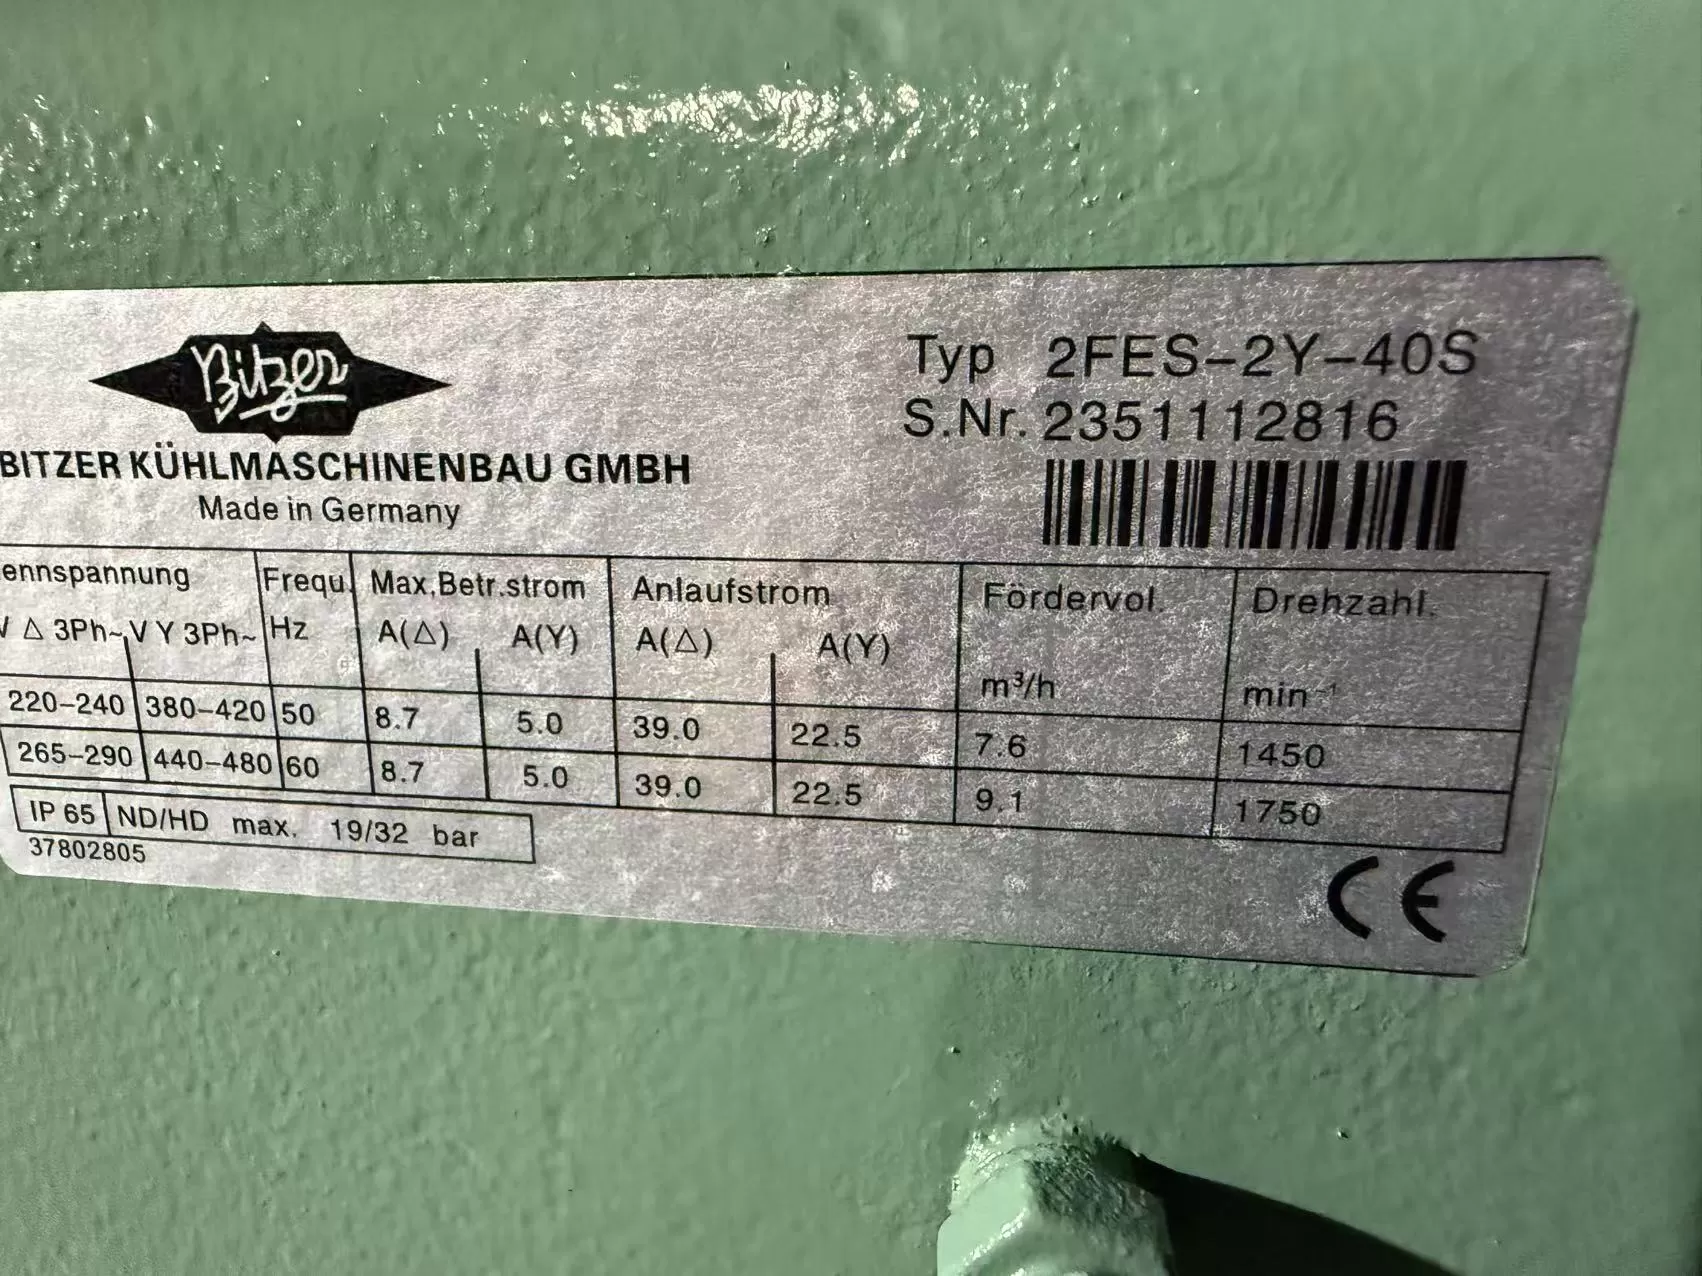 Bitzer
Typ 2FES-2Y-40S
S.Nr. 2351112816
BITZER KÜHLMASCHINENBAU GMBH
Made in Germany
ennspannung Frequ. Max.Betr.strom Anlaufstrom Fördervol. Drehzahl.
V △ 3Ph~ V Y 3Ph~ Hz A(△) A(Y) A(△) A(Y) m³/h min⁻¹
220-240 380-420 50 8.7 5.0 39.0 22.5 7.6 1450
265-290 440-480 60 8.7 5.0 39.0 22.5 9.1 1750
IP 65 ND/HD max. 19/32 bar
37802805
CE